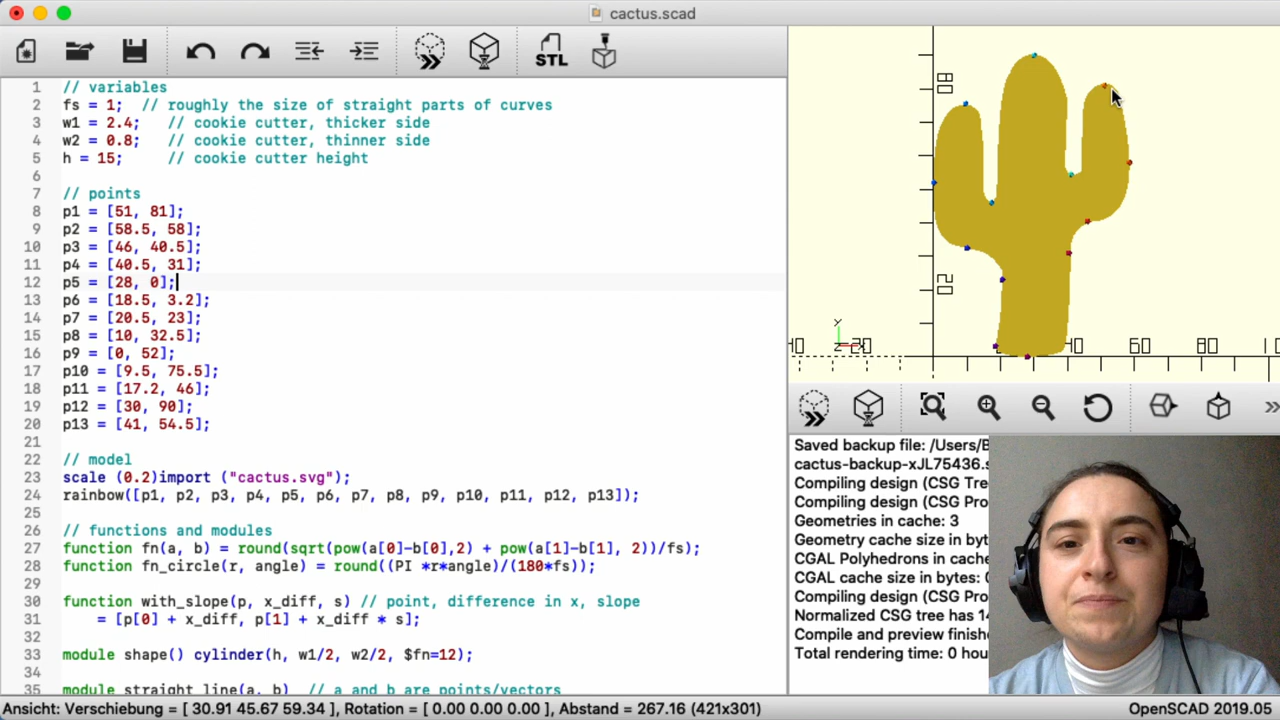 cactus.scad
STL
1 // variables
2 fs = 1; // roughly the size of straight parts of curves
3 w1 = 2.4; // cookie cutter, thicker side
4 w2 = 0.8; // cookie cutter, thinner side
5 h = 15; // cookie cutter height
6
7 // points
8 p1 = [51, 81];
9 p2 = [58.5, 58];
10 p3 = [46, 40.5];
11 p4 = [40.5, 31];
12 p5 = [28, 0];
13 p6 = [18.5, 3.2];
14 p7 = [20.5, 23];
15 p8 = [10, 32.5];
16 p9 = [0, 52];
17 p10 = [9.5, 75.5];
18 p11 = [17.2, 46];
19 p12 = [30, 90];
20 p13 = [41, 54.5];
21
22 // model
23 scale (0.2)import ("cactus.svg");
24 rainbow([p1, p2, p3, p4, p5, p6, p7, p8, p9, p10, p11, p12, p13]);
25
26 // functions and modules
27 function fn(a, b) = round(sqrt(pow(a[0]-b[0],2) + pow(a[1]-b[1], 2))/fs);
28 function fn_circle(r, angle) = round((PI *r*angle)/(180*fs));
29
30 function with_slope(p, x_diff, s) // point, difference in x, slope
31 = [p[0] + x_diff, p[1] + x_diff * s];
32
33 module shape() cylinder(h, w1/2, w2/2, $fn=12);
34
35 module straight_line(a, b) // a and b are points/vectors
80
20
Y
Z X
-20 40 60 80
Saved backup file: /Users/B
cactus-backup-xJL75436.s
Compiling design (CSG Tre
Compiling design (CSG Pro
Geometries in cache: 3
Geometry cache size in byt
CGAL Polyhedrons in cache
CGAL cache size in bytes: 0
Compiling design (CSG Pro
Normalized CSG tree has 14
Compile and preview finishe
Total rendering time: 0 hou
Ansicht: Verschiebung = [ 30.91 45.67 59.34 ], Rotation = [ 0.00 0.00 0.00 ], Abstand = 267.16 (421x301)
OpenSCAD 2019.05